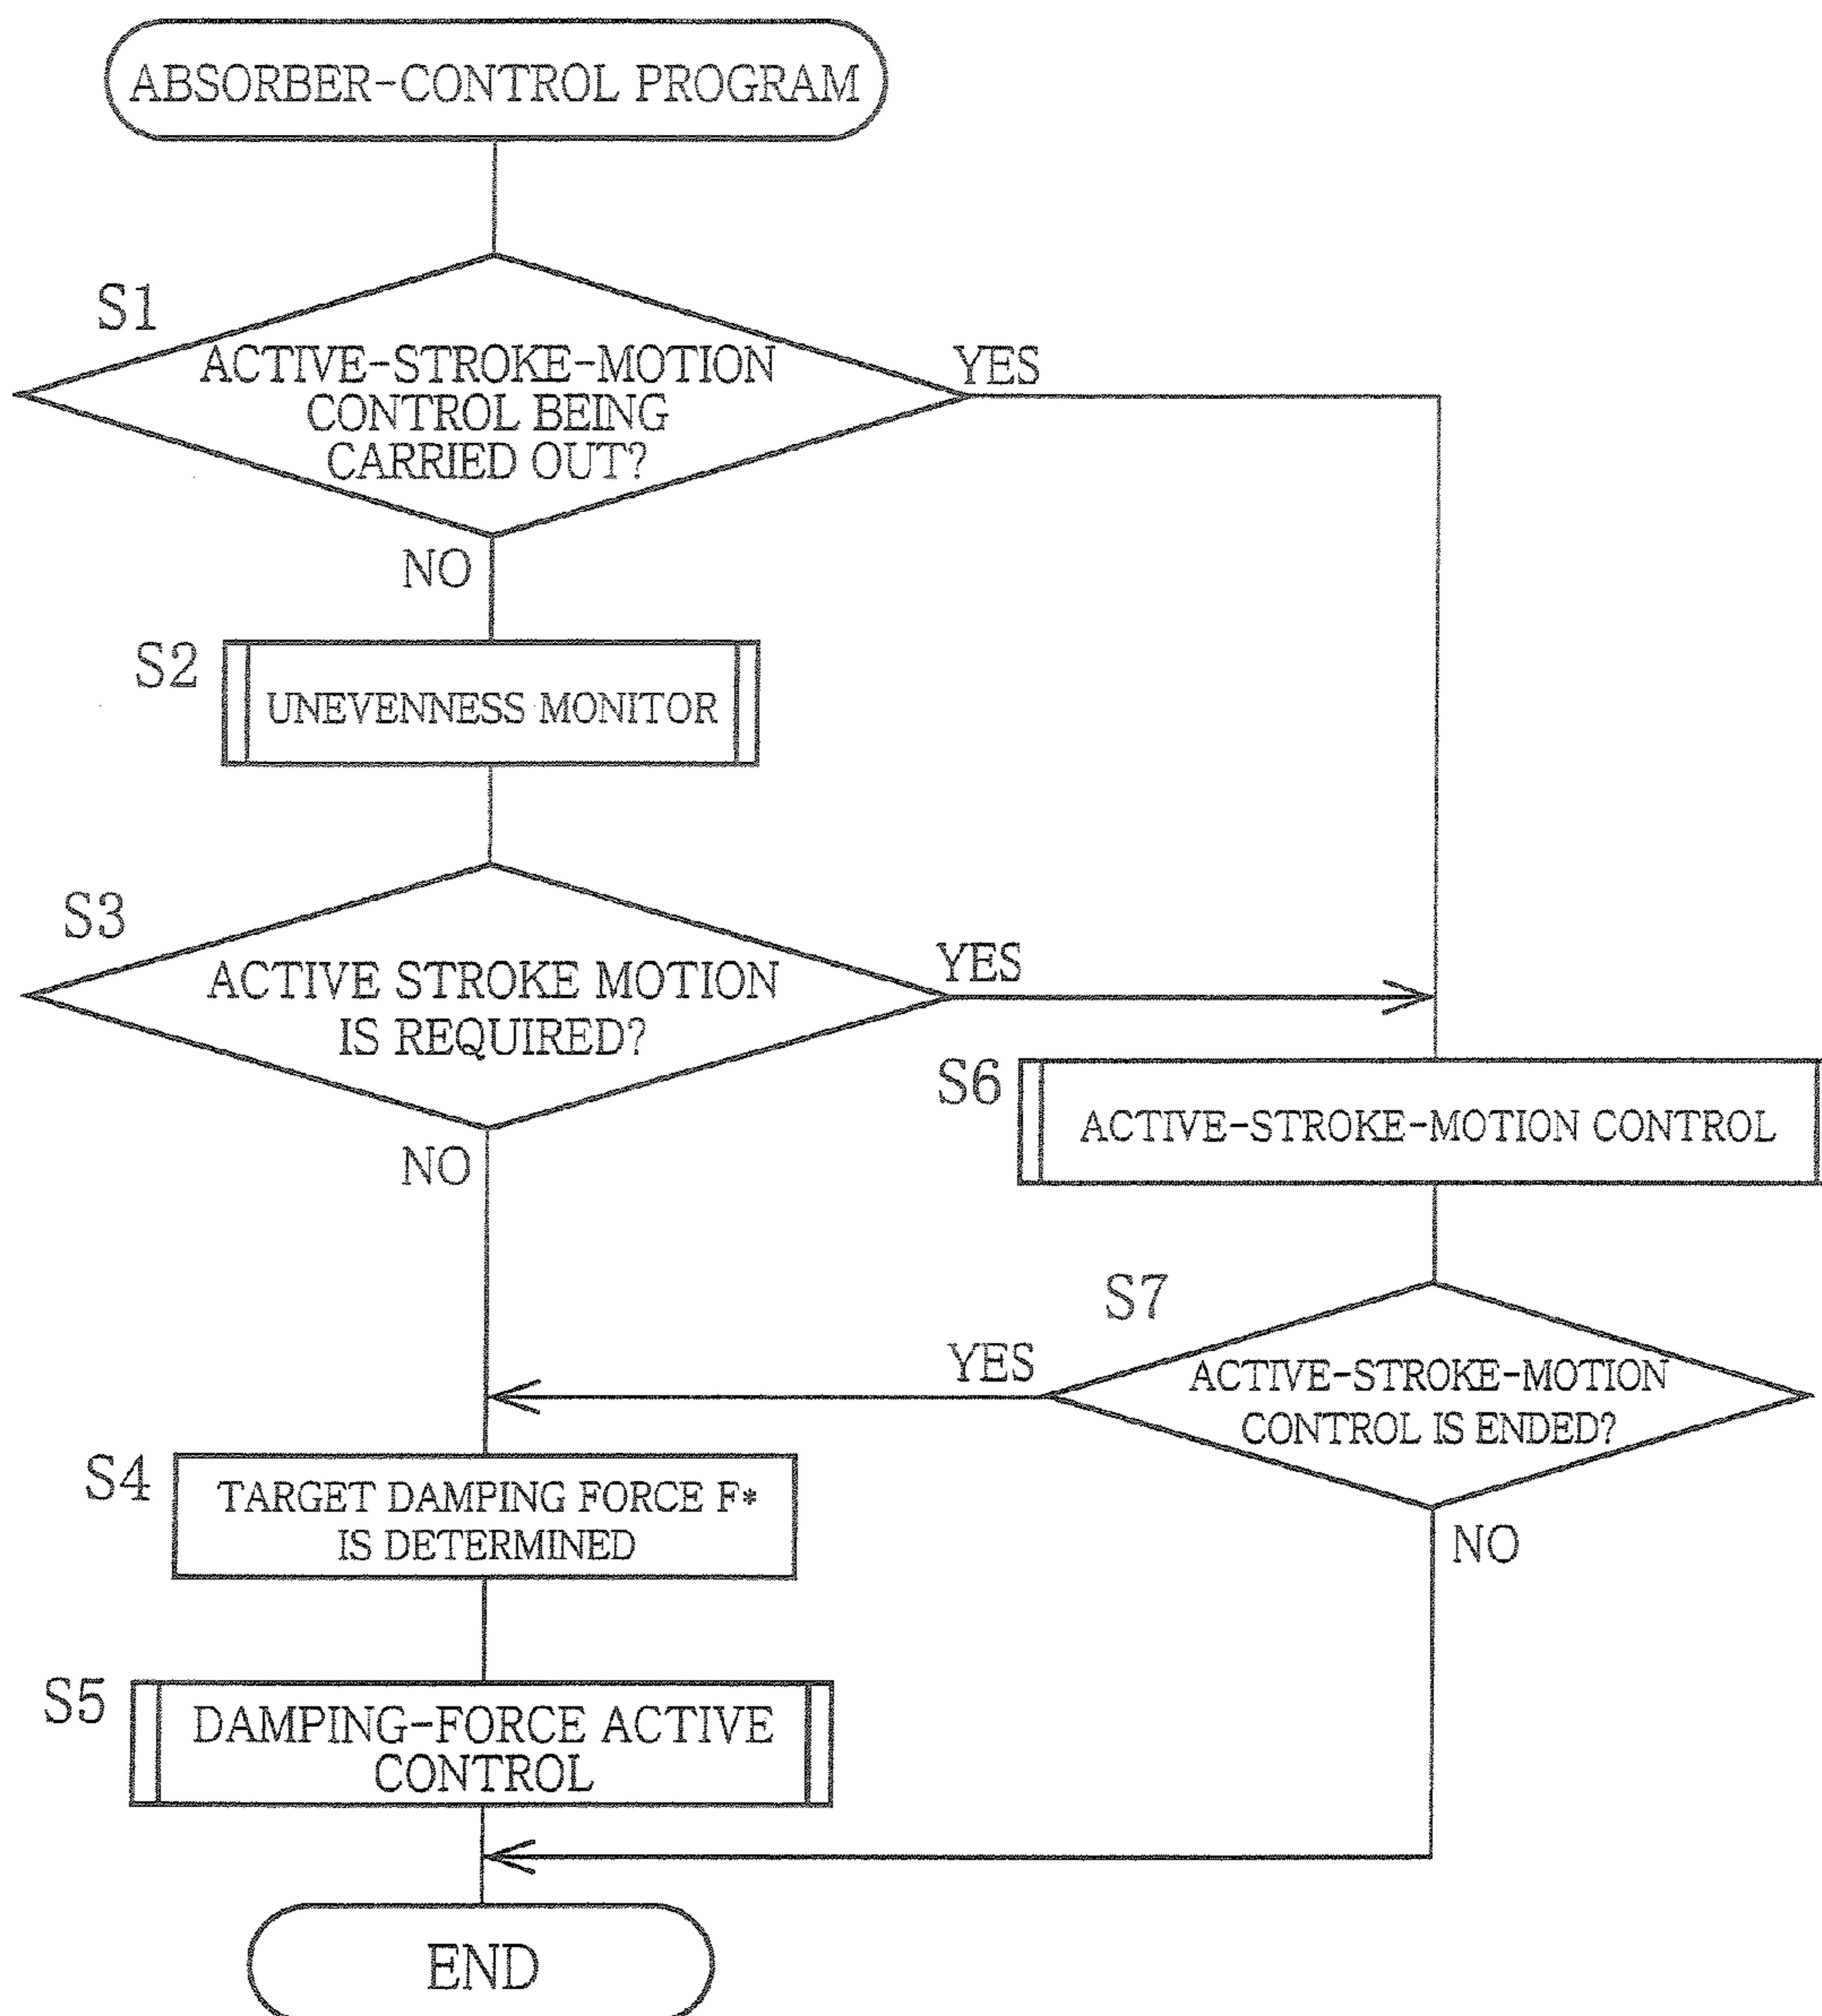 ABSORBER-CONTROL PROGRAM
S1
ACTIVE-STROKE-MOTION
CONTROL BEING
CARRIED OUT?
YES
NO
S2
UNEVENNESS MONITOR
S3
ACTIVE STROKE MOTION
IS REQUIRED?
YES
NO
S6
ACTIVE-STROKE-MOTION CONTROL
S7
ACTIVE-STROKE-MOTION
CONTROL IS ENDED?
YES
NO
S4
TARGET DAMPING FORCE F*
IS DETERMINED
S5
DAMPING-FORCE ACTIVE
CONTROL
END